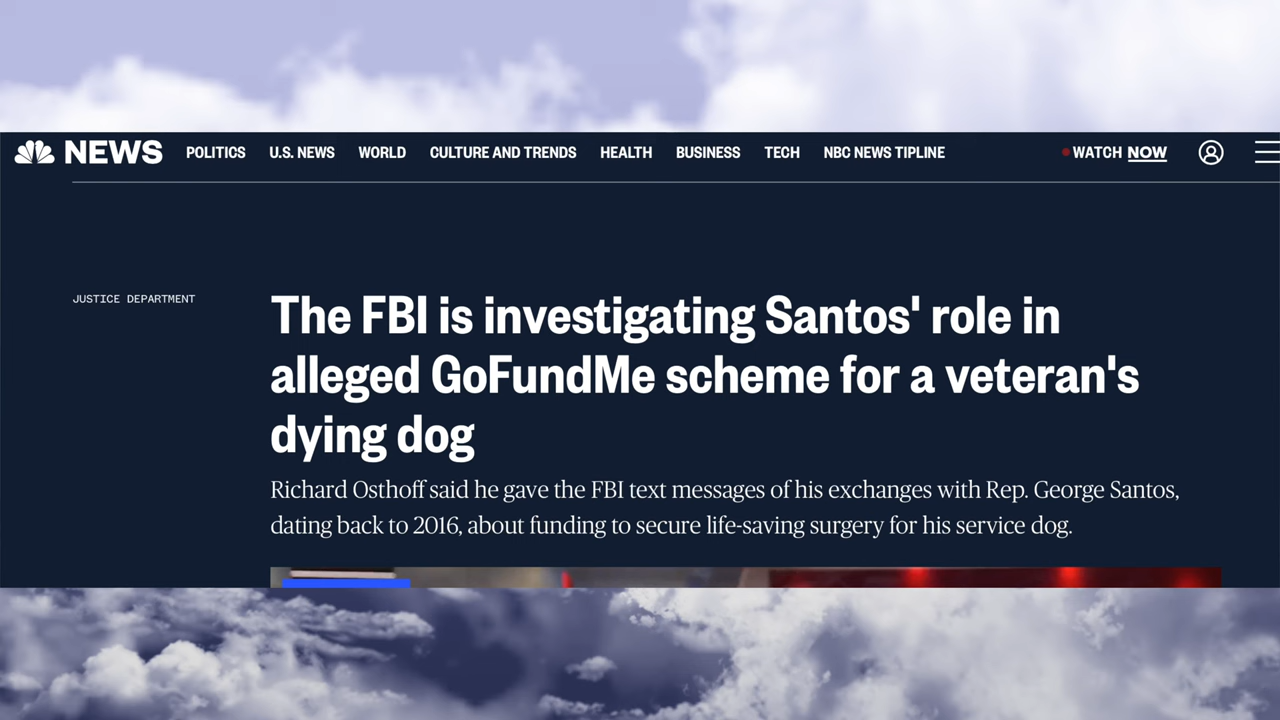 NEWS POLITICS U.S. NEWS WORLD CULTURE AND TRENDS HEALTH BUSINESS TECH NBC NEWS TIPLINE WATCH NOW
JUSTICE DEPARTMENT
The FBI is investigating Santos' role in
alleged GoFundMe scheme for a veteran's
dying dog
Richard Osthoff said he gave the FBI text messages of his exchanges with Rep. George Santos,
dating back to 2016, about funding to secure life-saving surgery for his service dog.